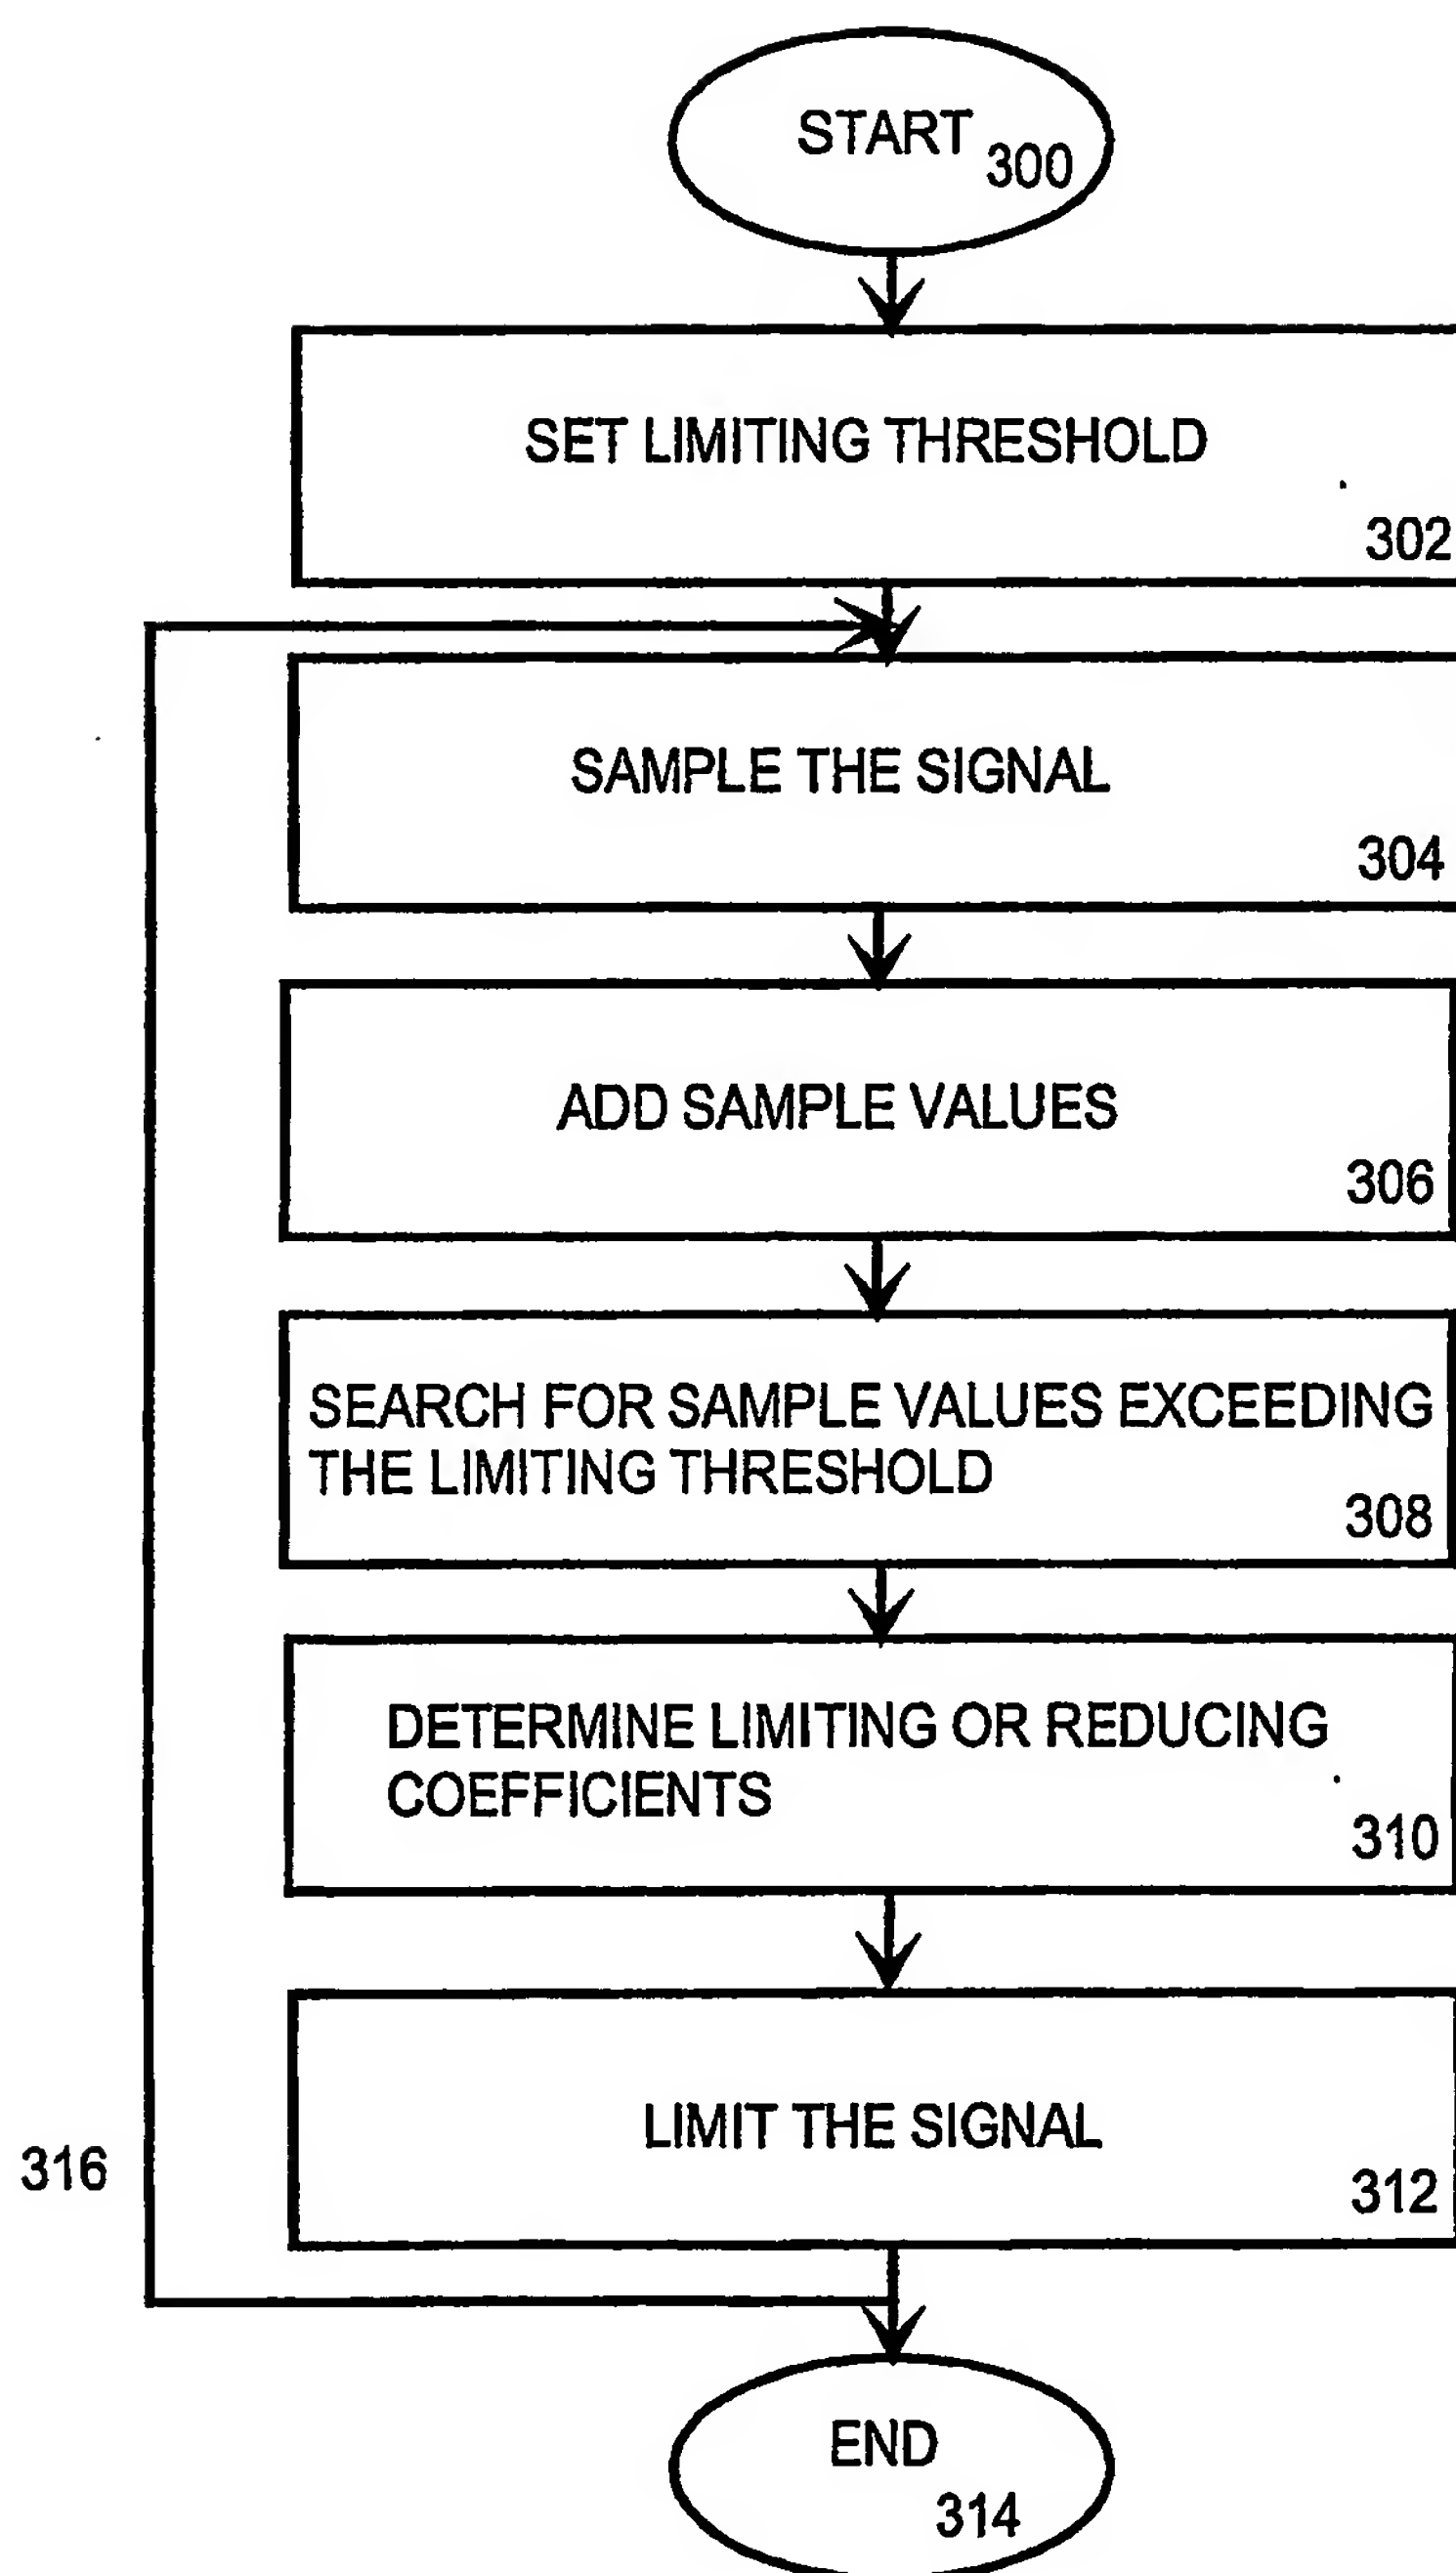 START
300
SET LIMITING THRESHOLD
302
SAMPLE THE SIGNAL
304
ADD SAMPLE VALUES
306
SEARCH FOR SAMPLE VALUES EXCEEDING
THE LIMITING THRESHOLD
308
DETERMINE LIMITING OR REDUCING
COEFFICIENTS
310
LIMIT THE SIGNAL
312
316
END
314